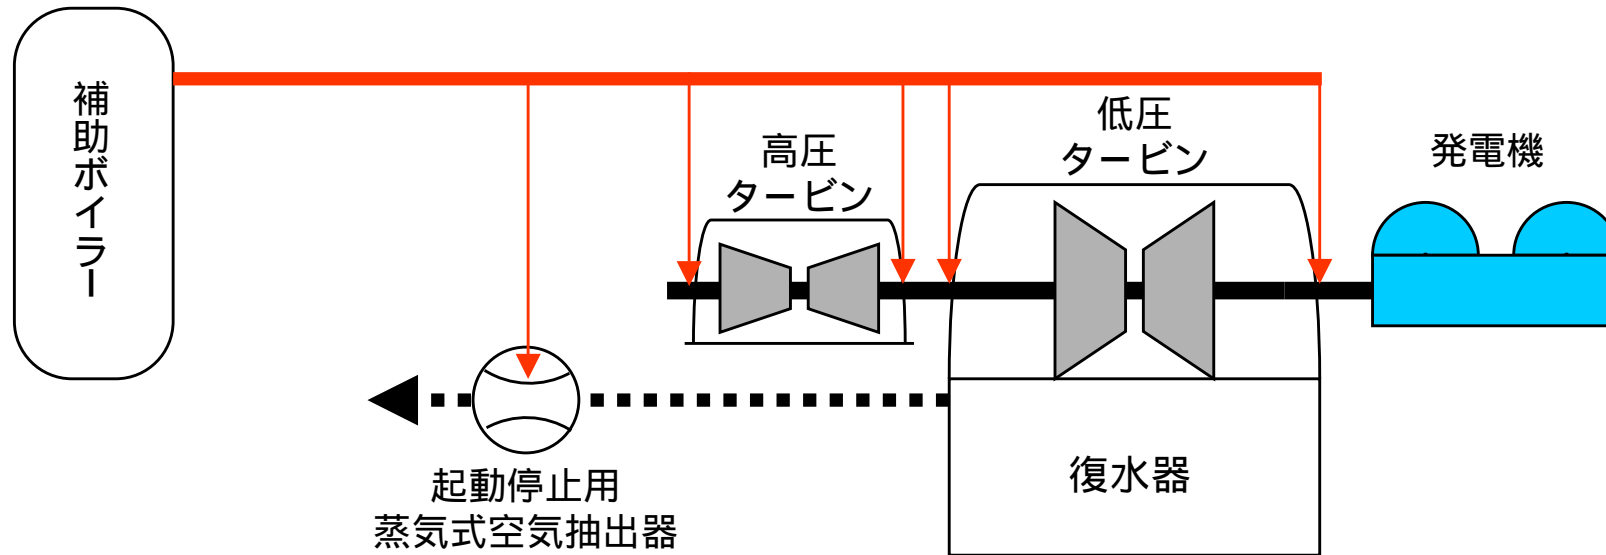 補助ボイラー
高圧
タービン
低圧
タービン
発電機
起動停止用
蒸気式空気抽出器
復水器